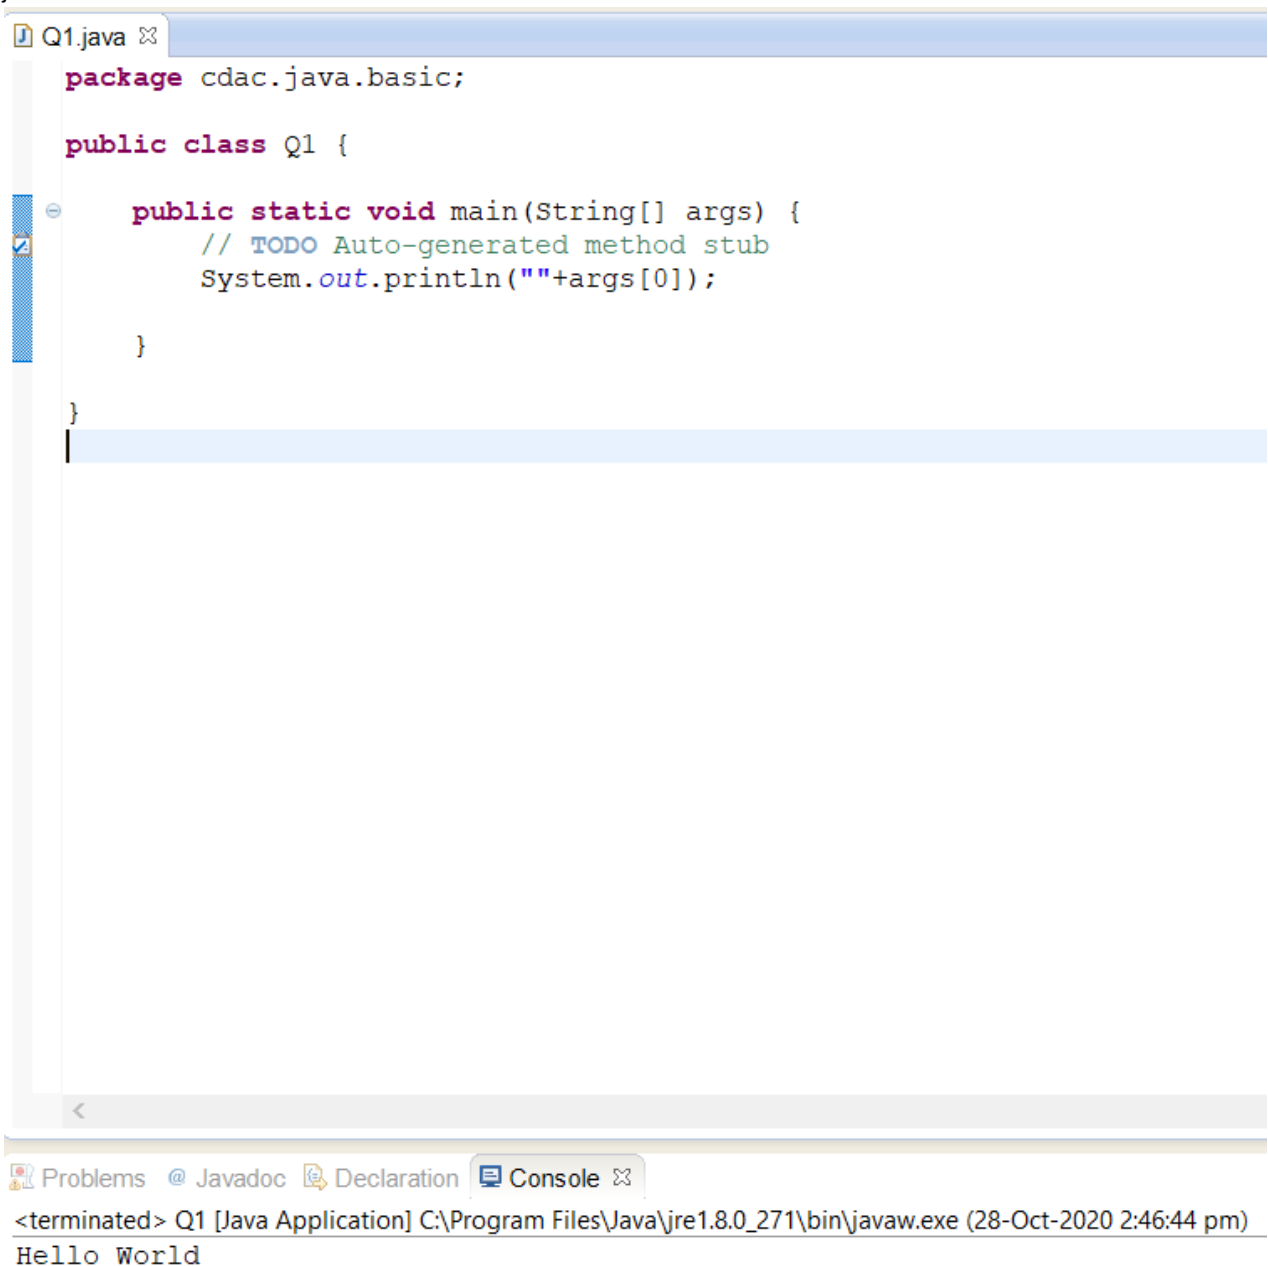 Q1.java
package cdac.java.basic;
public class Q1 {
public static void main(String[] args) {
// TODO Auto-generated method stub
System.out.println(""+args[0]);
}
}
Problems @ Javadoc Declaration Console
<terminated> Q1 [Java Application] C:\Program Files\Java\jre1.8.0_271\bin\javaw.exe (28-Oct-2020 2:46:44 pm)
Hello World